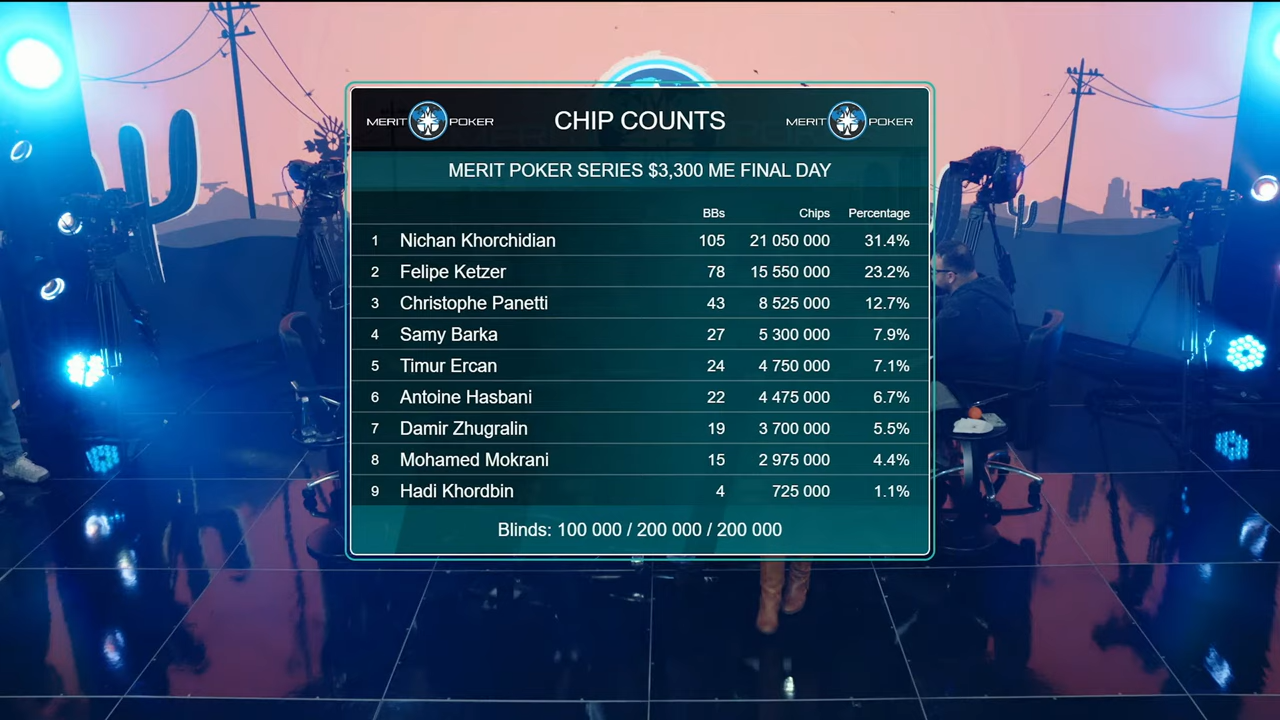 MERIT POKER CHIP COUNTS MERIT POKER
MERIT POKER SERIES $3,300 ME FINAL DAY
BBs Chips Percentage
1 Nichan Khorchidian 105 21 050 000 31.4%
2 Felipe Ketzer 78 15 550 000 23.2%
3 Christophe Panetti 43 8 525 000 12.7%
4 Samy Barka 27 5 300 000 7.9%
5 Timur Ercan 24 4 750 000 7.1%
6 Antoine Hasbani 22 4 475 000 6.7%
7 Damir Zhugralin 19 3 700 000 5.5%
8 Mohamed Mokrani 15 2 975 000 4.4%
9 Hadi Khordbin 4 725 000 1.1%
Blinds: 100 000 / 200 000 / 200 000